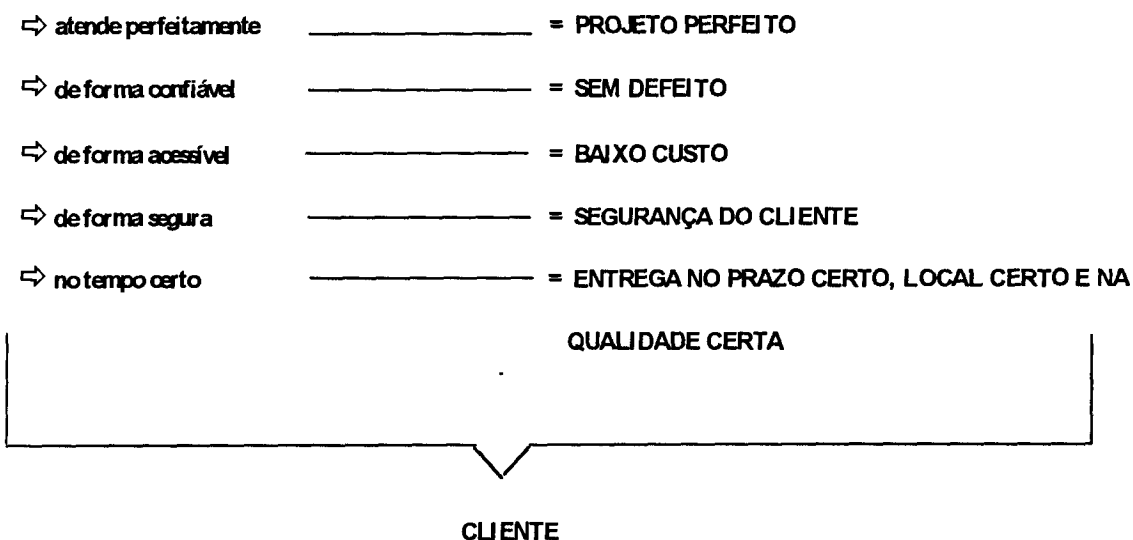 ⇨ atende perfeitamente = PROJETO PERFEITO
⇨ de forma confiável = SEM DEFEITO
⇨ de forma acessível = BAIXO CUSTO
⇨ de forma segura = SEGURANÇA DO CLIENTE
⇨ no tempo certo = ENTREGA NO PRAZO CERTO, LOCAL CERTO E NA
QUALIDADE CERTA
CLIENTE